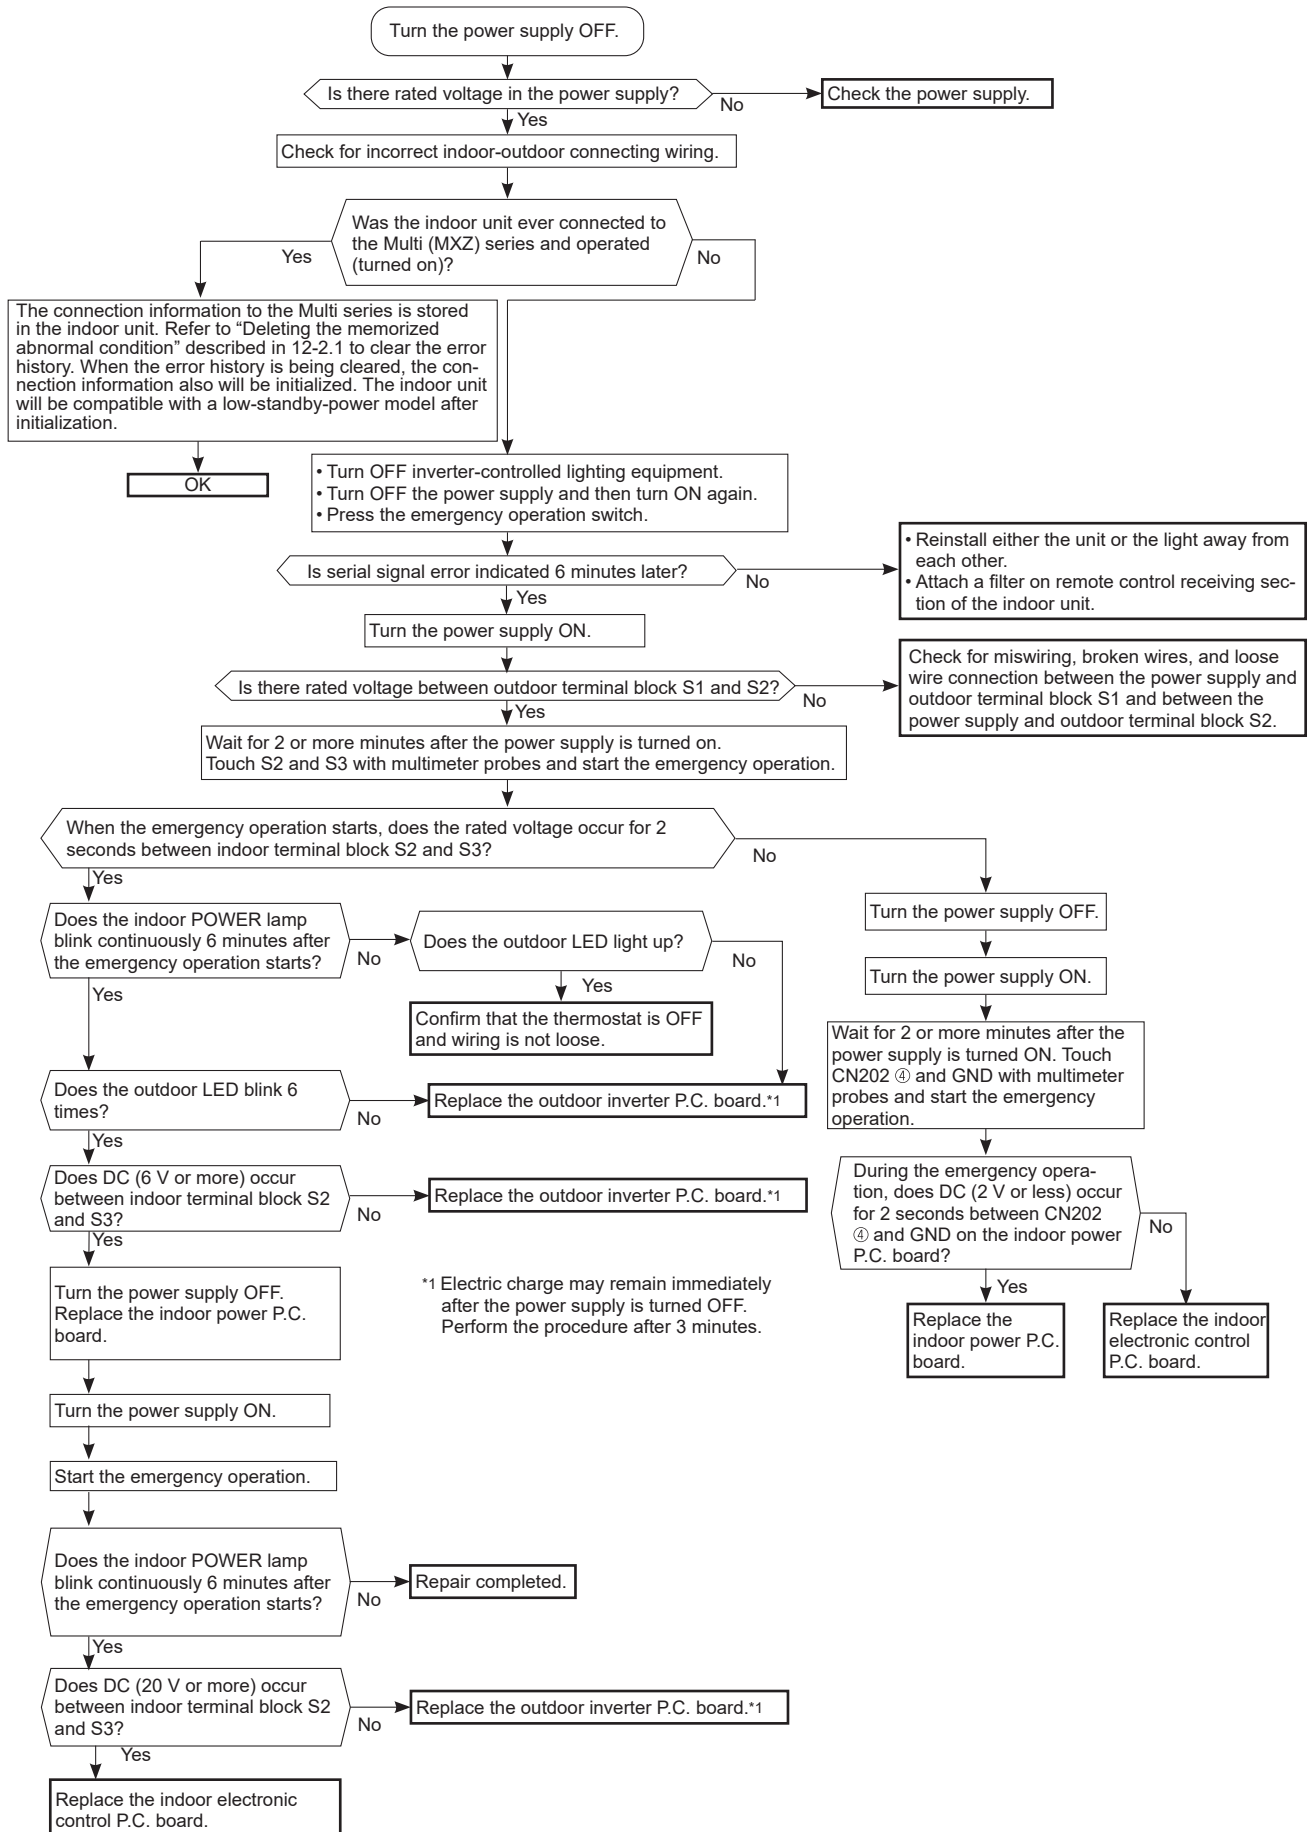 Turn the power supply OFF.
Is there rated voltage in the power supply?
No
Check the power supply.
Yes
Check for incorrect indoor-outdoor connecting wiring.
Was the indoor unit ever connected to
the Multi (MXZ) series and operated
(turned on)?
Yes
No
The connection information to the Multi series is stored
in the indoor unit. Refer to “Deleting the memorized
abnormal condition” described in 12-2.1 to clear the error
history. When the error history is being cleared, the con-
nection information also will be initialized. The indoor unit
will be compatible with a low-standby-power model after
initialization.
OK
• Turn OFF inverter-controlled lighting equipment.
• Turn OFF the power supply and then turn ON again.
• Press the emergency operation switch.
Is serial signal error indicated 6 minutes later?
No
• Reinstall either the unit or the light away from
each other.
• Attach a filter on remote control receiving sec-
tion of the indoor unit.
Yes
Turn the power supply ON.
Is there rated voltage between outdoor terminal block S1 and S2?
No
Check for miswiring, broken wires, and loose
wire connection between the power supply and
outdoor terminal block S1 and between the
power supply and outdoor terminal block S2.
Yes
Wait for 2 or more minutes after the power supply is turned on.
Touch S2 and S3 with multimeter probes and start the emergency operation.
When the emergency operation starts, does the rated voltage occur for 2
seconds between indoor terminal block S2 and S3?
No
Yes
Does the indoor POWER lamp
blink continuously 6 minutes after
the emergency operation starts?
No
Does the outdoor LED light up?
No
Yes
Confirm that the thermostat is OFF
and wiring is not loose.
Yes
Does the outdoor LED blink 6
times?
No
Replace the outdoor inverter P.C. board.*1
Yes
Does DC (6 V or more) occur
between indoor terminal block S2
and S3?
No
Replace the outdoor inverter P.C. board.*1
Yes
Turn the power supply OFF.
Replace the indoor power P.C.
board.
*1 Electric charge may remain immediately
after the power supply is turned OFF.
Perform the procedure after 3 minutes.
Turn the power supply ON.
Start the emergency operation.
Does the indoor POWER lamp
blink continuously 6 minutes after
the emergency operation starts?
No
Repair completed.
Yes
Does DC (20 V or more) occur
between indoor terminal block S2
and S3?
No
Replace the outdoor inverter P.C. board.*1
Yes
Replace the indoor electronic
control P.C. board.
Turn the power supply OFF.
Turn the power supply ON.
Wait for 2 or more minutes after the
power supply is turned ON. Touch
CN202 ④ and GND with multimeter
probes and start the emergency
operation.
During the emergency opera-
tion, does DC (2 V or less) occur
for 2 seconds between CN202
④ and GND on the indoor power
P.C. board?
No
Yes
Replace the
indoor power P.C.
board.
Replace the indoor
electronic control
P.C. board.